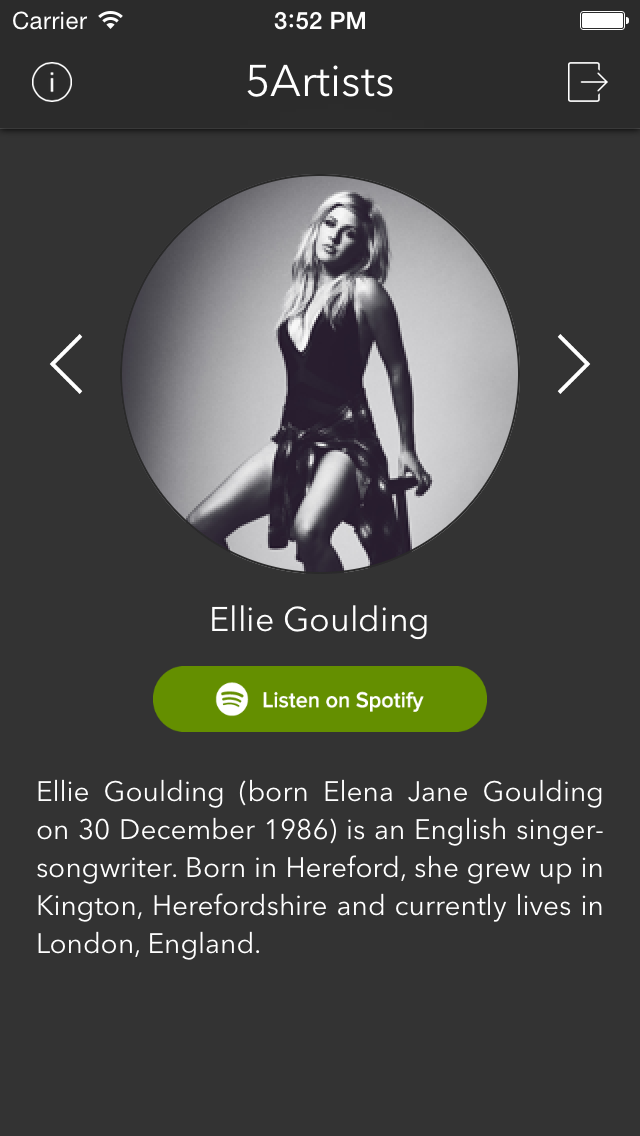 Carrier 3:52 PM
5Artists
Ellie Goulding
Listen on Spotify
Ellie Goulding (born Elena Jane Goulding
on 30 December 1986) is an English singer-
songwriter. Born in Hereford, she grew up in
Kington, Herefordshire and currently lives in
London, England.